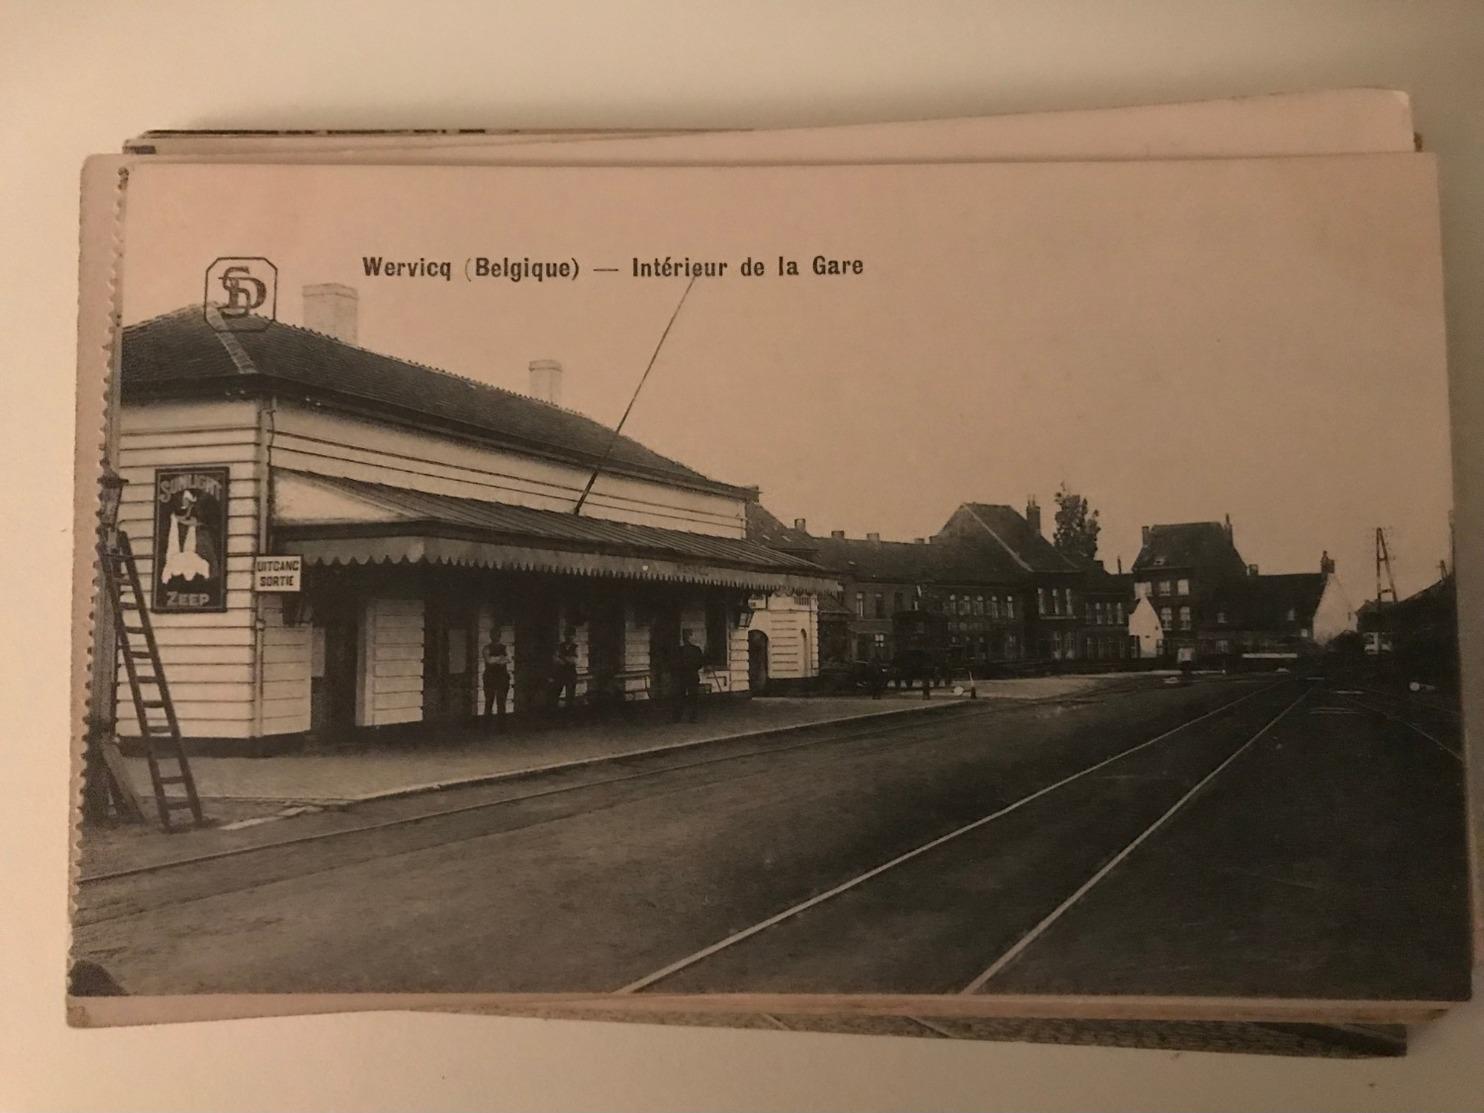 Wervicq (Belgique) — Intérieur de la Gare
SD
SUNLIGHT
ZEEP
UITGANG
SORTIE